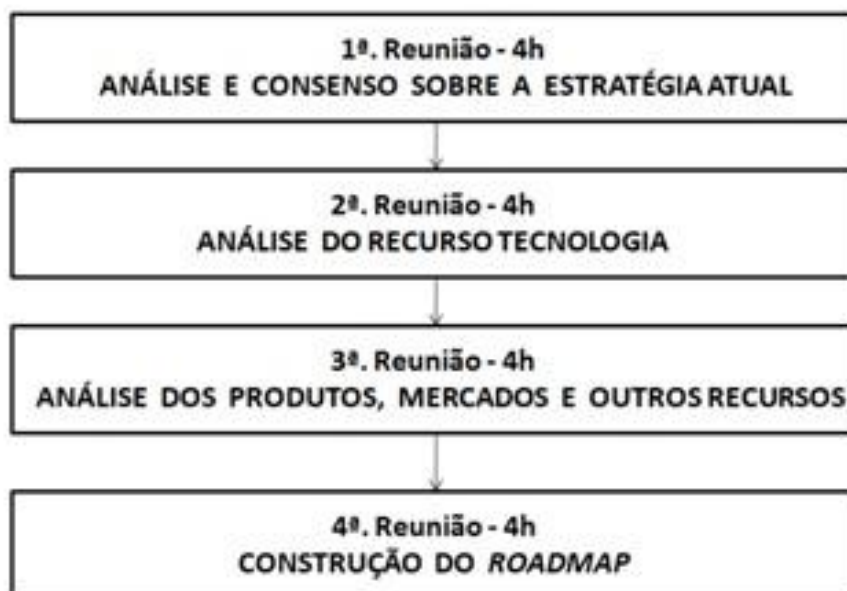 1ª. Reunião - 4h
ANÁLISE E CONSENSO SOBRE A ESTRATÉGIA ATUAL
2ª. Reunião - 4h
ANÁLISE DO RECURSO TECNOLOGIA
3ª. Reunião - 4h
ANÁLISE DOS PRODUTOS, MERCADOS E OUTROS RECURSOS
4ª. Reunião - 4h
CONSTRUÇÃO DO ROADMAP